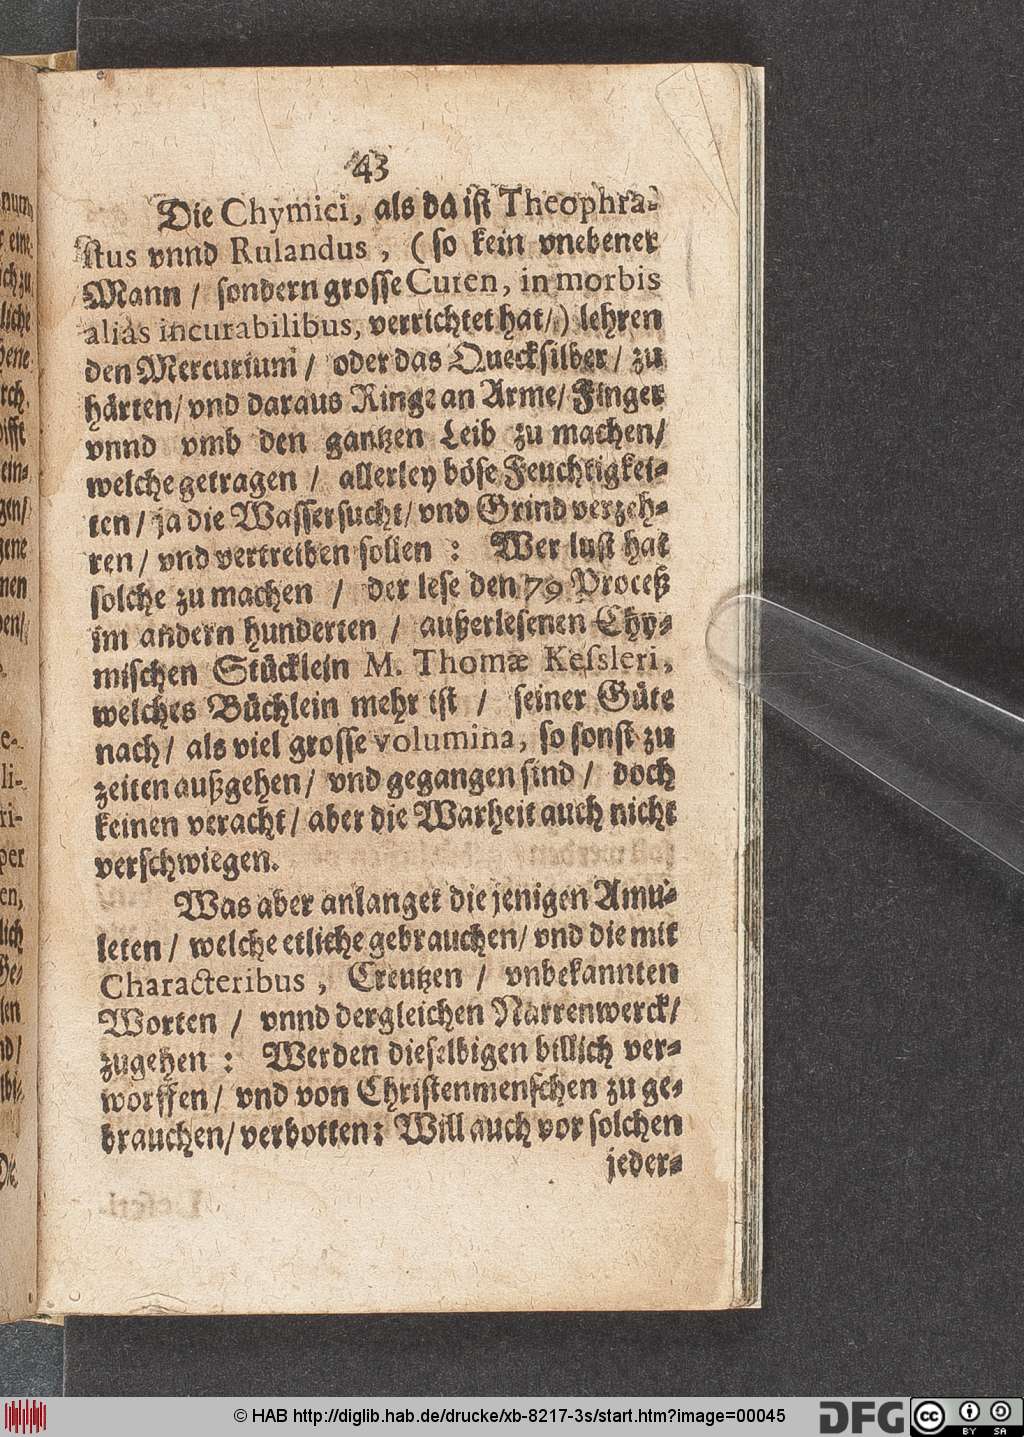 43
Die Chymici, als da ist Theophra-
stus vnnd Rulandus, (so kein vnebener
Mann / sondern grosse Curen, in morbis
alias incurabilibus, verrichtet hat/) lehren
den Mercurium / oder das Quecksilber / zu
härten / vnd daraus Ringe an Arme / Finger
vnnd vmb den gantzen Leib zu machen /
welche getragen / allerley böse Feuchtigkei-
ten / ja die Wassersucht / vnd Grind verzeh-
ren / vnd vertreiben sollen : Wer lust hat
solche zu machen / der lese den 79 Proceß
im andern hunderten / außerlesenen Chy-
mischen Stücklein M. Thomæ Kessleri,
welches Büchlein mehr ist / seiner Güte
nach / als viel grosse volumina, so sonst zu
zeiten außgehen / vnd gegangen sind / doch
keinen veracht / aber die Warheit auch nicht
verschwiegen.
Was aber anlanget die jenigen Amu-
leten / welche etliche gebrauchen / vnd die mit
Characteribus, Creutzen / vnbekannten
Worten / vnnd dergleichen Narrenwerck /
zugehen : Werden dieselbigen billich ver-
worffen / vnd von Christenmenschen zu ge-
brauchen / verbotten: Will auch vor solchen
jeder-
© HAB http://diglib.hab.de/drucke/xb-8217-3s/start.htm?image=00045
DFG
cc
BY SA